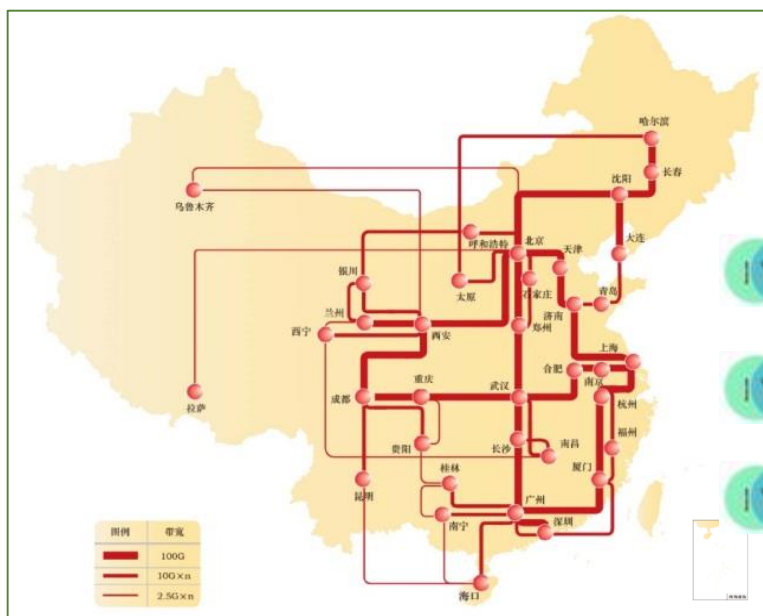 哈尔滨
长春
沈阳
乌鲁木齐
呼和浩特
北京
天津
大连
银川
太原
石家庄
青岛
济南
兰州
西宁
西安
郑州
上海
合肥
南京
拉萨
成都
重庆
武汉
杭州
福州
贵阳
长沙
南昌
桂林
厦门
昆明
广州
南宁
深圳
海口
图例 带宽
100G
10G×n
2.5G×n